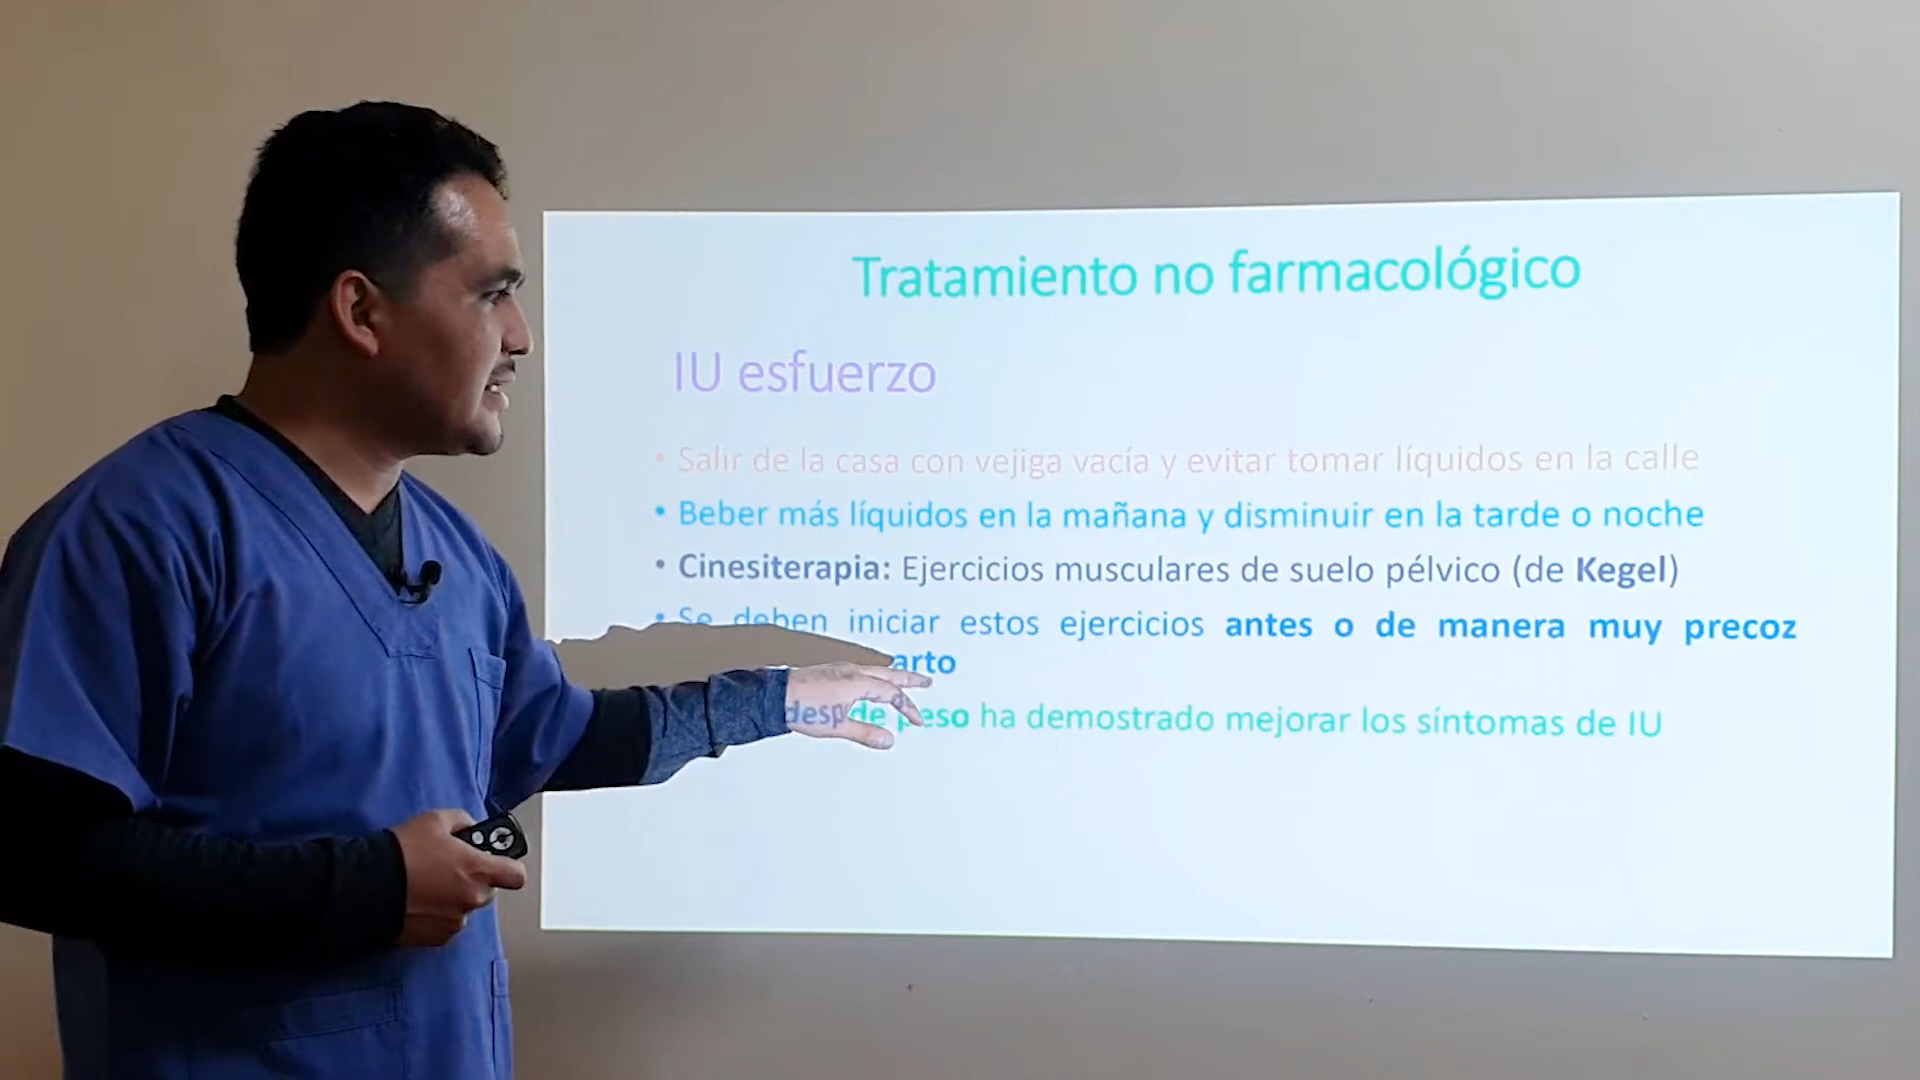 Tratamiento no farmacológico
IU esfuerzo
• Salir de la casa con vejiga vacía y evitar tomar líquidos en la calle
• Beber más líquidos en la mañana y disminuir en la tarde o noche
• Cinesiterapia: Ejercicios musculares de suelo pélvico (de Kegel)
• Se deben iniciar estos ejercicios antes o de manera muy precoz
arto
de peso ha demostrado mejorar los síntomas de IU